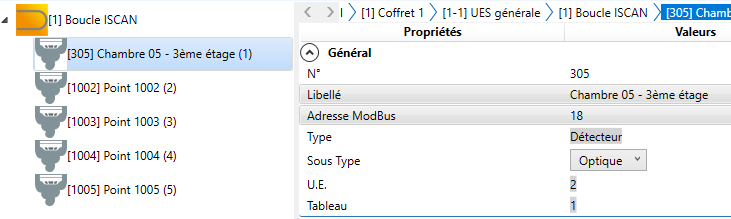 [1] Boucle ISCAN
[305] Chambre 05 - 3ème étage (1)
[1002] Point 1002 (2)
[1003] Point 1003 (3)
[1004] Point 1004 (4)
[1005] Point 1005 (5)
[1] Coffret 1 [1-1] UES générale [1] Boucle ISCAN [305] Chamb
Propriétés Valeurs
Général
N° 305
Libellé Chambre 05 - 3ème étage
Adresse ModBus 18
Type Détecteur
Sous Type Optique
U.E. 2
Tableau 1